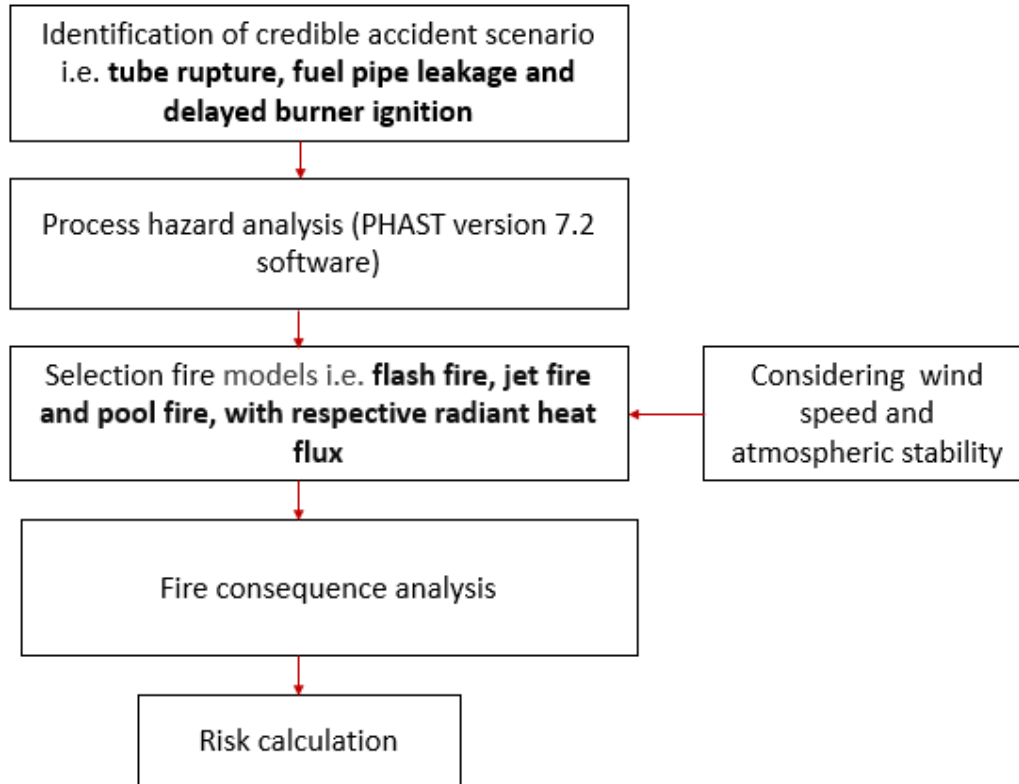 Identification of credible accident scenario
i.e. tube rupture, fuel pipe leakage and
delayed burner ignition
Process hazard analysis (PHAST version 7.2
software)
Selection fire models i.e. flash fire, jet fire
and pool fire, with respective radiant heat
flux
Considering wind
speed and
atmospheric stability
Fire consequence analysis
Risk calculation